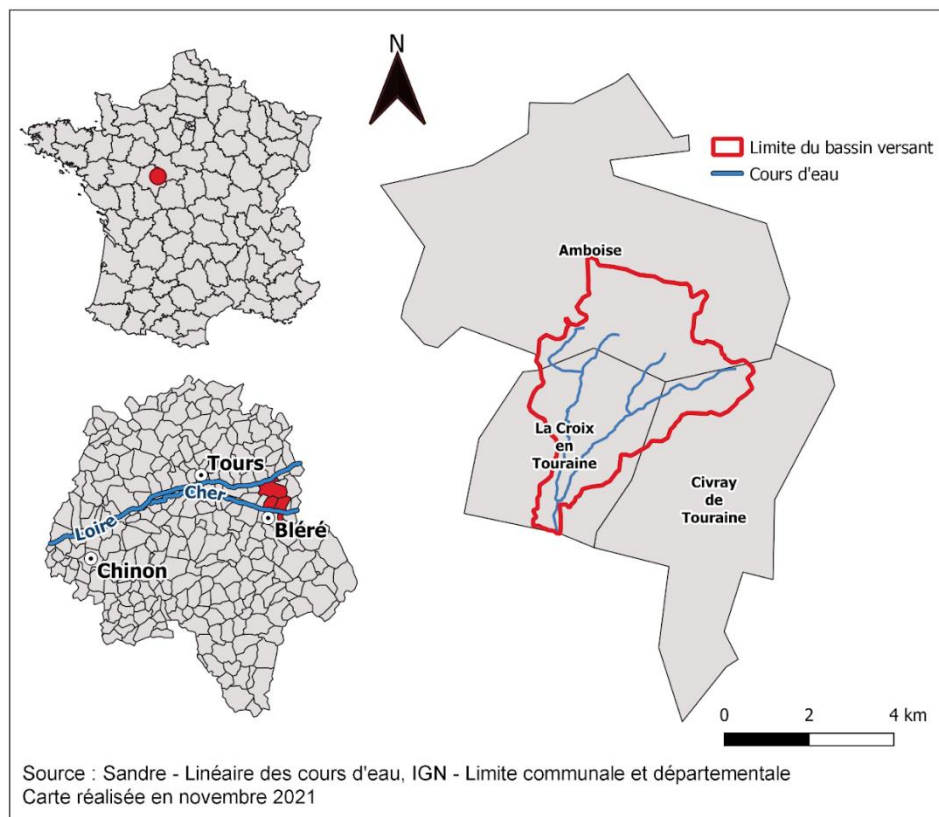 N
Limite du bassin versant
Cours d'eau
Amboise
La Croix
en
Touraine
Civray
de
Touraine
Tours
Cher
Loire
Bléré
Chinon
0 2 4 km
Source : Sandre - Linéaire des cours d'eau, IGN - Limite communale et départementale
Carte réalisée en novembre 2021